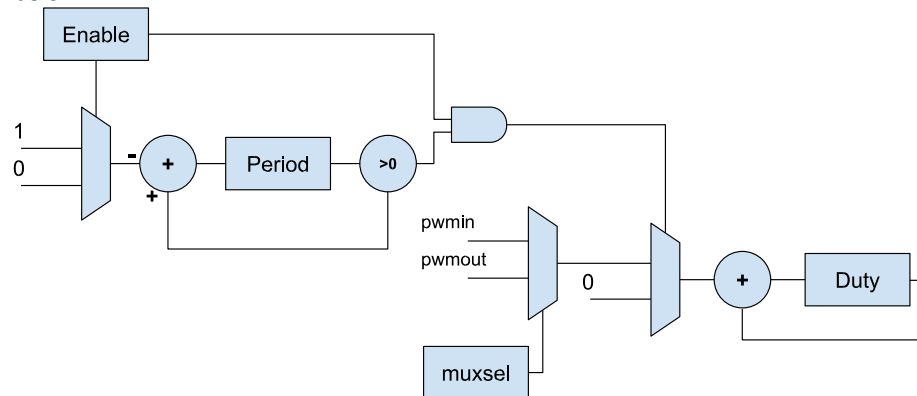 Enable
1
0
-
+
+
Period
>0
pwmin
pwmout
0
+
Duty
muxsel